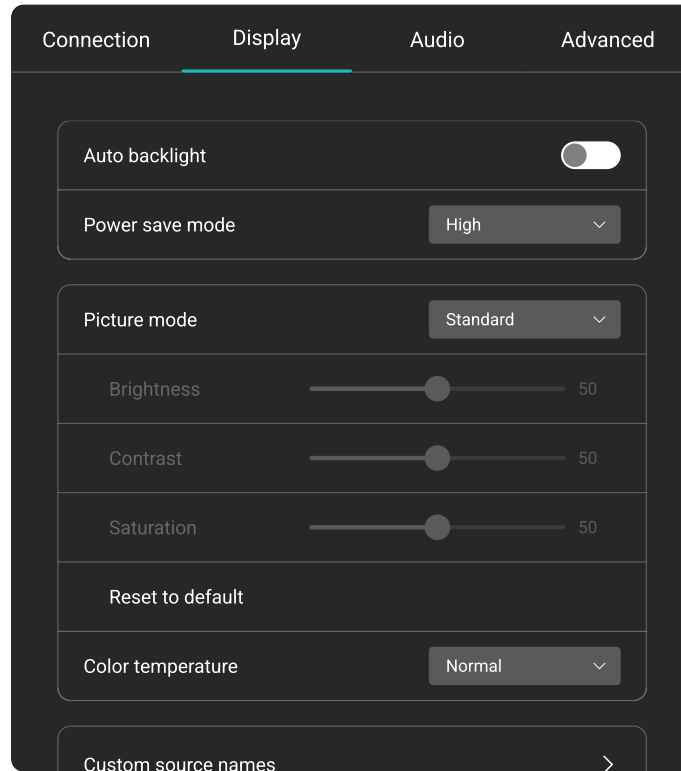 Connection Display Audio Advanced
Auto backlight
Power save mode High
Picture mode Standard
Brightness 50
Contrast 50
Saturation 50
Reset to default
Color temperature Normal
Custom source names